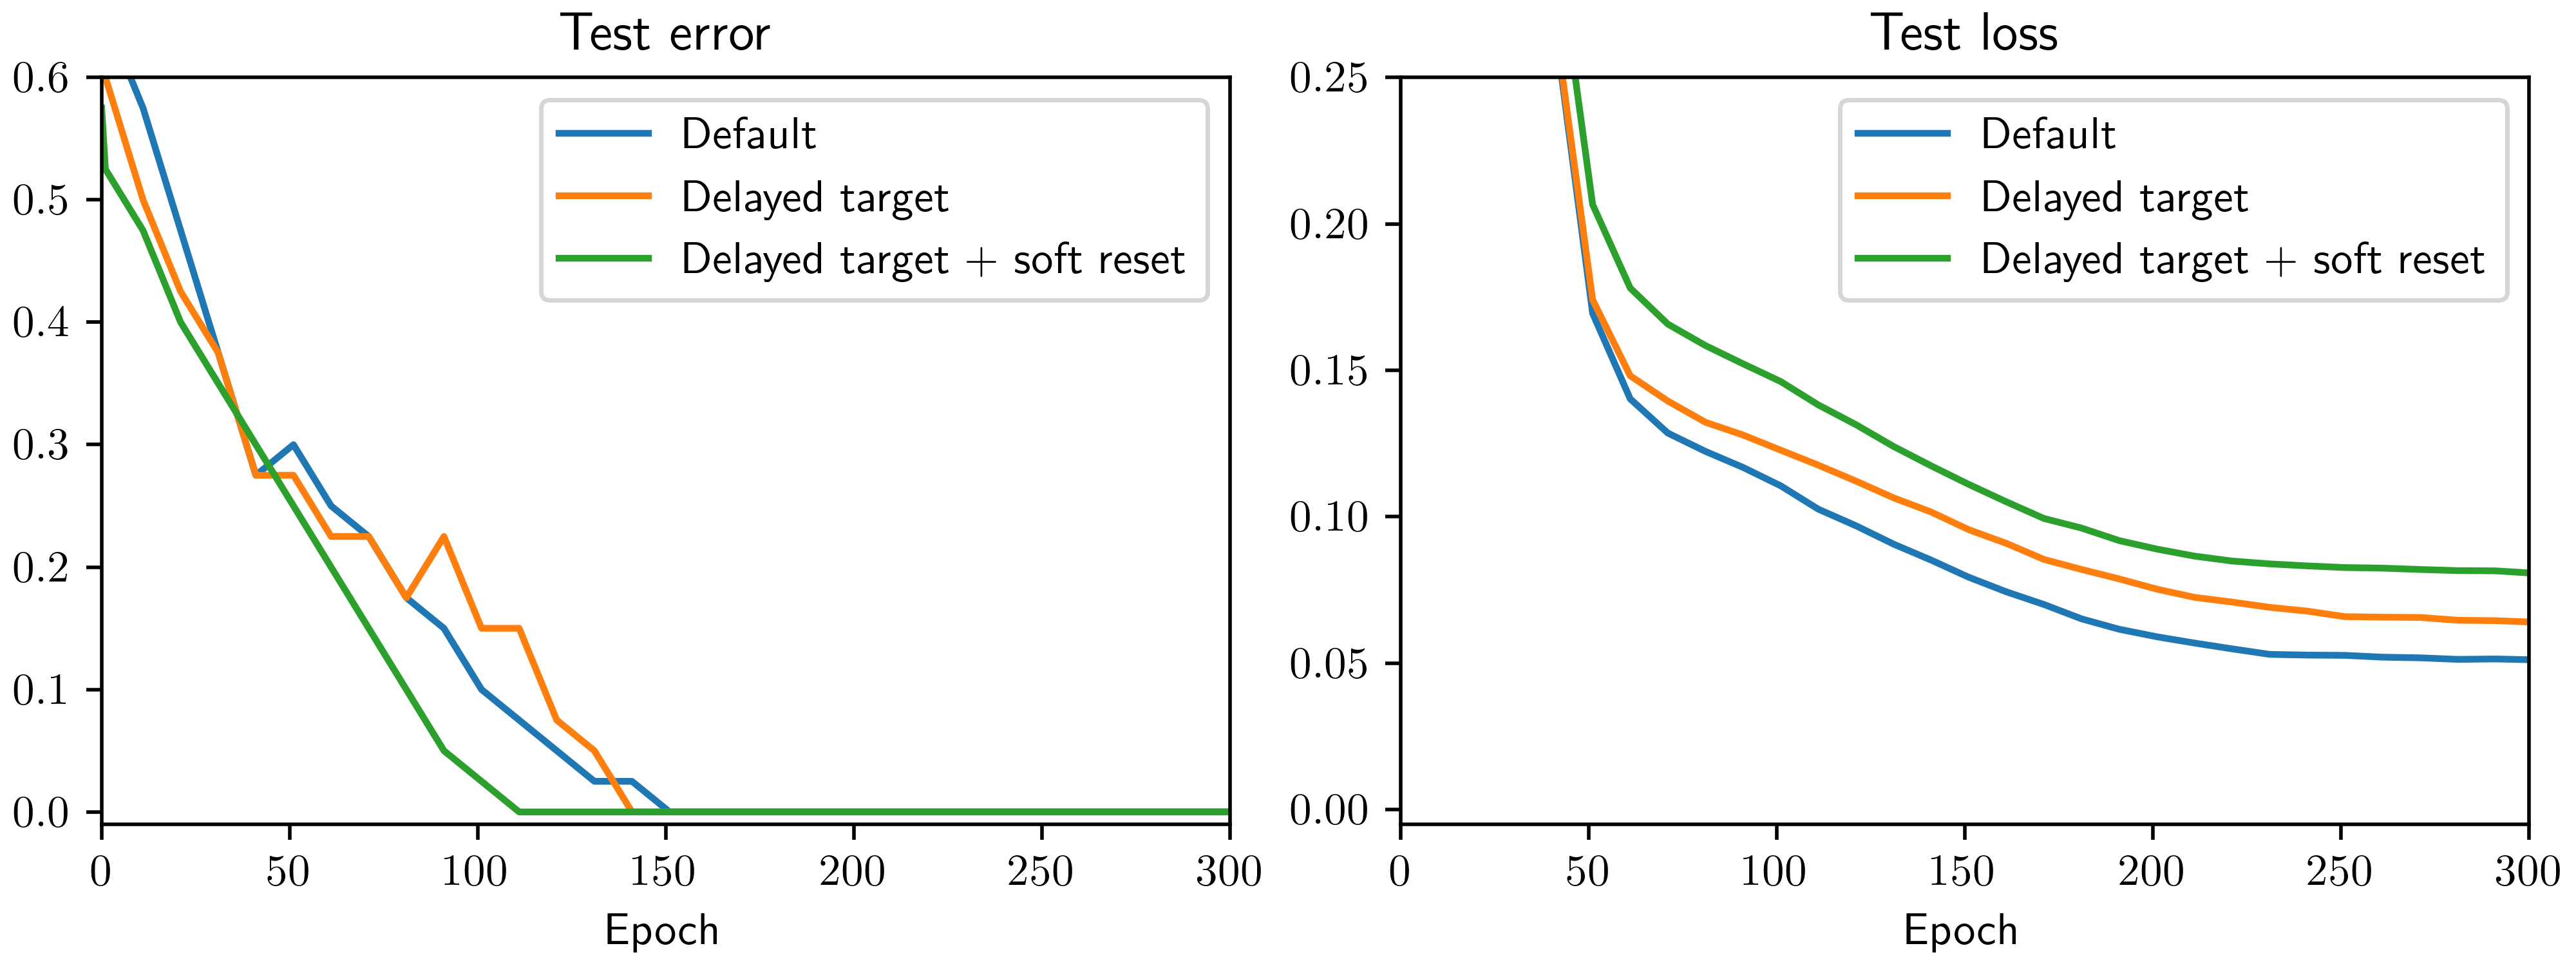 Test error
0.6
0.5
0.4
0.3
0.2
0.1
0.0
Default
Delayed target
Delayed target + soft reset
0 50 100 150 200 250 300
Epoch
Test loss
0.25
0.20
0.15
0.10
0.05
0.00
Default
Delayed target
Delayed target + soft reset
0 50 100 150 200 250 300
Epoch